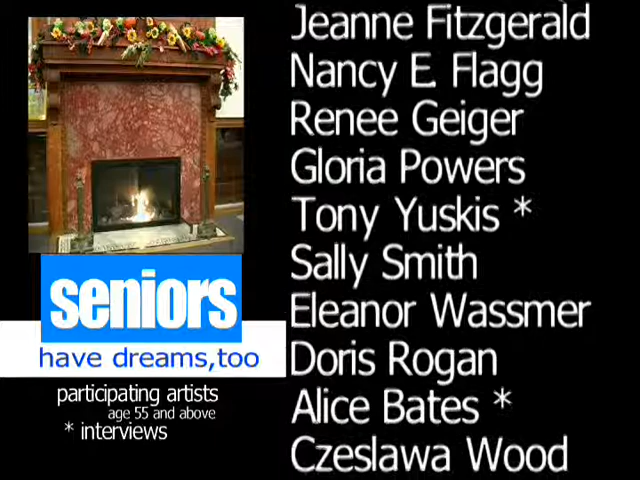 seniors
have dreams,too
participating artists
age 55 and above
* interviews
Jeanne Fitzgerald
Nancy E. Flagg
Renee Geiger
Gloria Powers
Tony Yuskis *
Sally Smith
Eleanor Wassmer
Doris Rogan
Alice Bates *
Czeslawa Wood